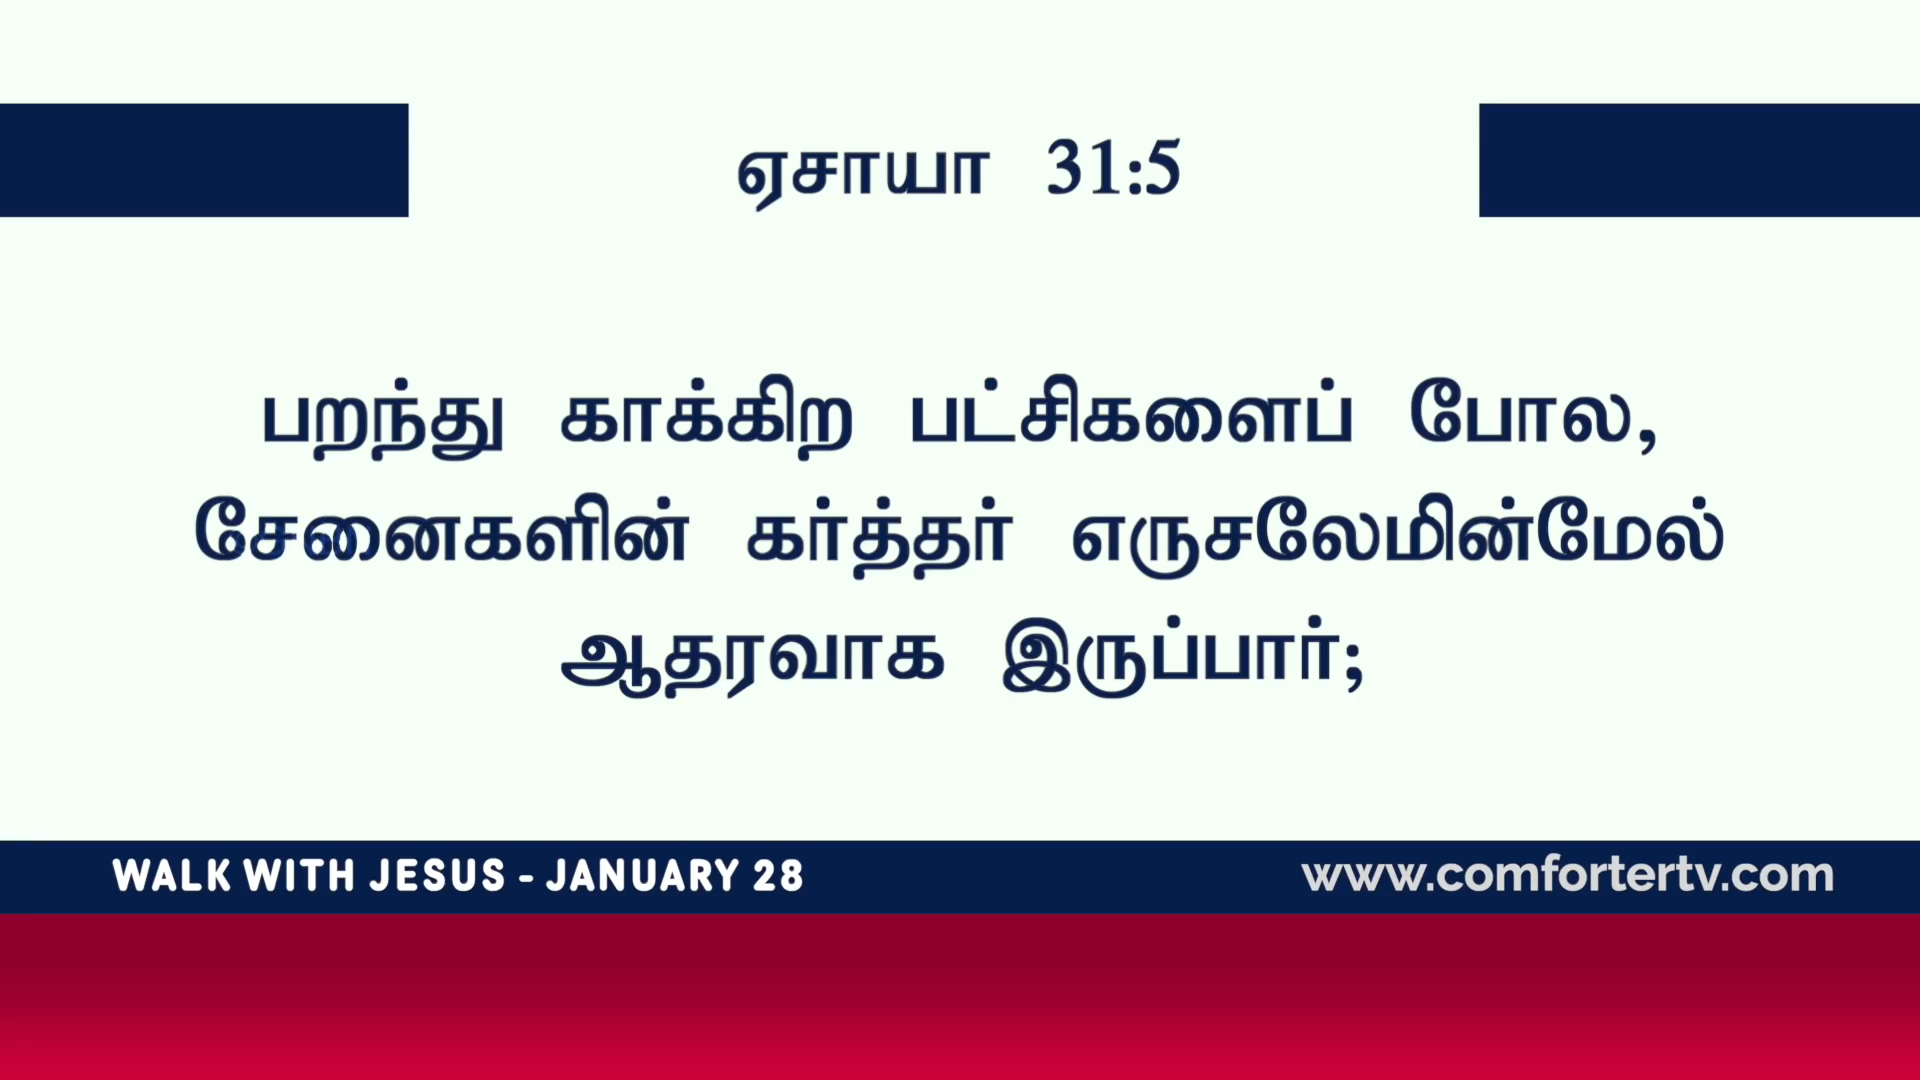 ஏசாயா 31:5
பறந்து காக்கிற பட்சிகளைப் போல,
சேனைகளின் கர்த்தர் எருசலேமின்மேல்
ஆதரவாக இருப்பார்;
WALK WITH JESUS - JANUARY 28
www.comfortertv.com